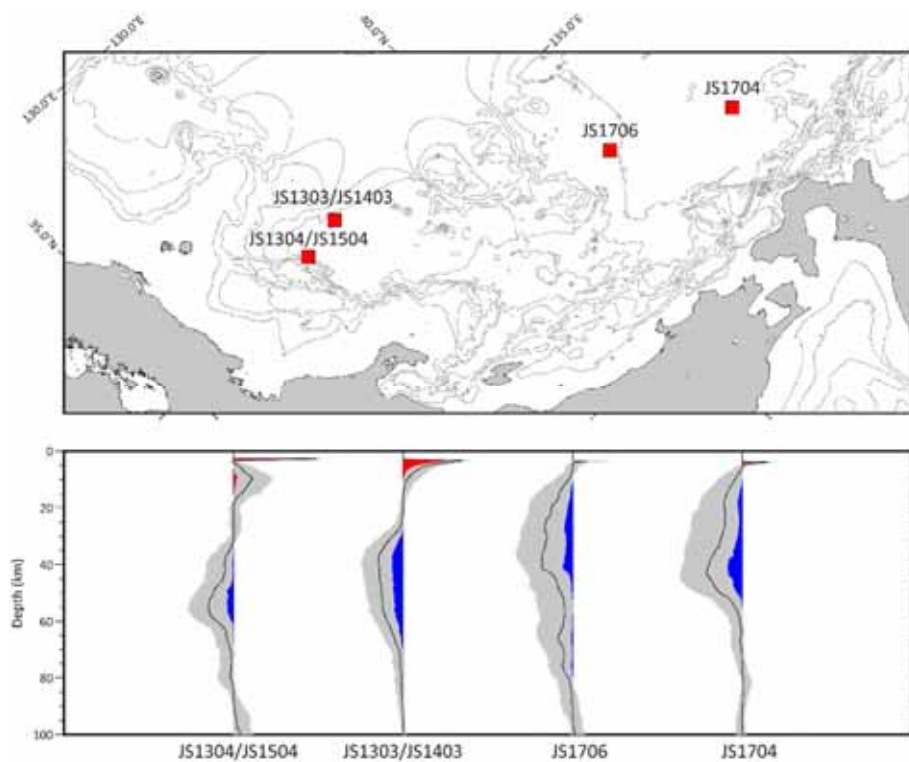 130.0°E 40.0°N 135.0°E
130.0°E
JS1704
JS1706
JS1303/JS1403
JS1304/JS1504
35.0°N
0
20
40
60
80
100
Depth (km)
JS1304/JS1504 JS1303/JS1403 JS1706 JS1704